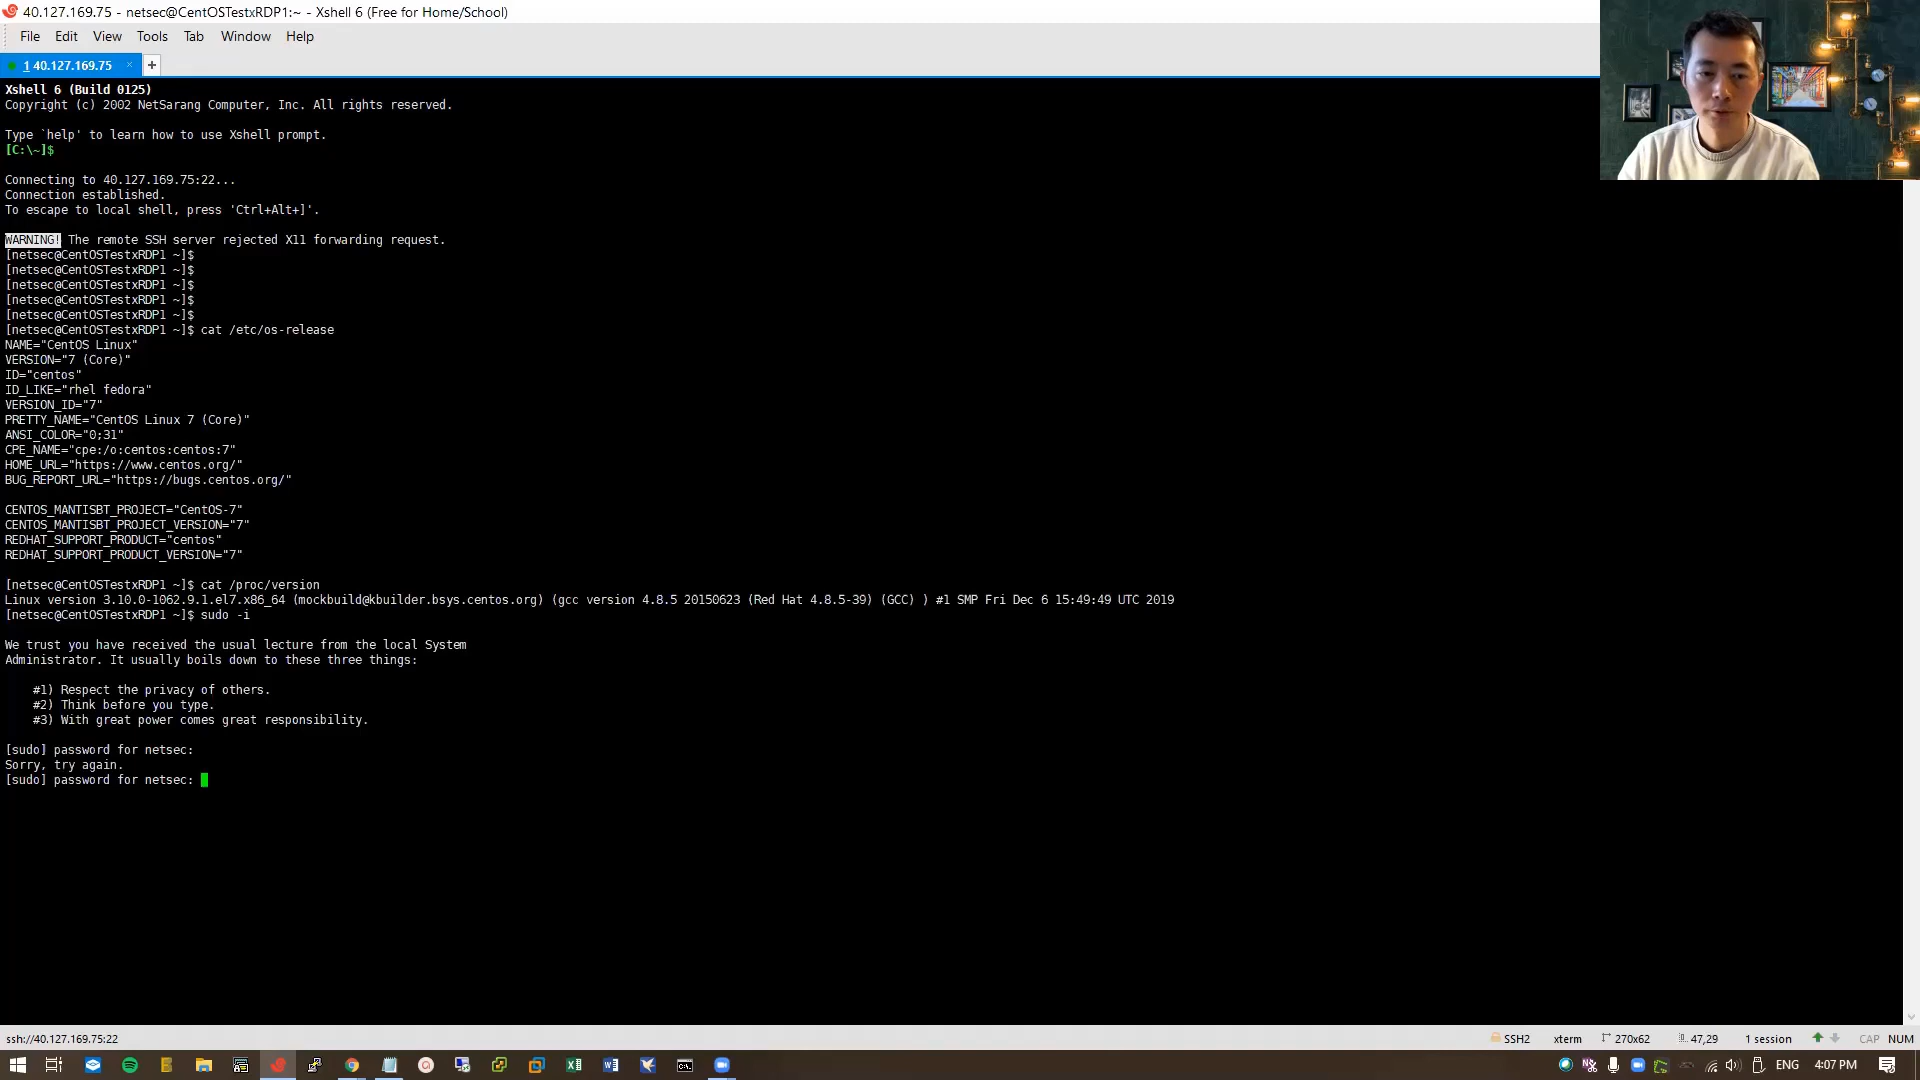 40.127.169.75 - netsec@CentOSTestxRDP1:~ - Xshell 6 (Free for Home/School)
File Edit View Tools Tab Window Help
1 40.127.169.75 × +
Xshell 6 (Build 0125)
Copyright (c) 2002 NetSarang Computer, Inc. All rights reserved.
Type `help' to learn how to use Xshell prompt.
[C:\~]$
Connecting to 40.127.169.75:22...
Connection established.
To escape to local shell, press 'Ctrl+Alt+]'.
WARNING! The remote SSH server rejected X11 forwarding request.
[netsec@CentOSTestxRDP1 ~]$
[netsec@CentOSTestxRDP1 ~]$
[netsec@CentOSTestxRDP1 ~]$
[netsec@CentOSTestxRDP1 ~]$
[netsec@CentOSTestxRDP1 ~]$
[netsec@CentOSTestxRDP1 ~]$ cat /etc/os-release
NAME="CentOS Linux"
VERSION="7 (Core)"
ID="centos"
ID_LIKE="rhel fedora"
VERSION_ID="7"
PRETTY_NAME="CentOS Linux 7 (Core)"
ANSI_COLOR="0;31"
CPE_NAME="cpe:/o:centos:centos:7"
HOME_URL="https://www.centos.org/"
BUG_REPORT_URL="https://bugs.centos.org/"
CENTOS_MANTISBT_PROJECT="CentOS-7"
CENTOS_MANTISBT_PROJECT_VERSION="7"
REDHAT_SUPPORT_PRODUCT="centos"
REDHAT_SUPPORT_PRODUCT_VERSION="7"
[netsec@CentOSTestxRDP1 ~]$ cat /proc/version
Linux version 3.10.0-1062.9.1.el7.x86_64 (mockbuild@kbuilder.bsys.centos.org) (gcc version 4.8.5 20150623 (Red Hat 4.8.5-39) (GCC) ) #1 SMP Fri Dec 6 15:49:49 UTC 2019
[netsec@CentOSTestxRDP1 ~]$ sudo -i
We trust you have received the usual lecture from the local System
Administrator. It usually boils down to these three things:
#1) Respect the privacy of others.
#2) Think before you type.
#3) With great power comes great responsibility.
[sudo] password for netsec:
Sorry, try again.
[sudo] password for netsec:
ssh://40.127.169.75:22 SSH2 xterm 270x62 47,29 1 session CAP NUM
ENG 4:07 PM